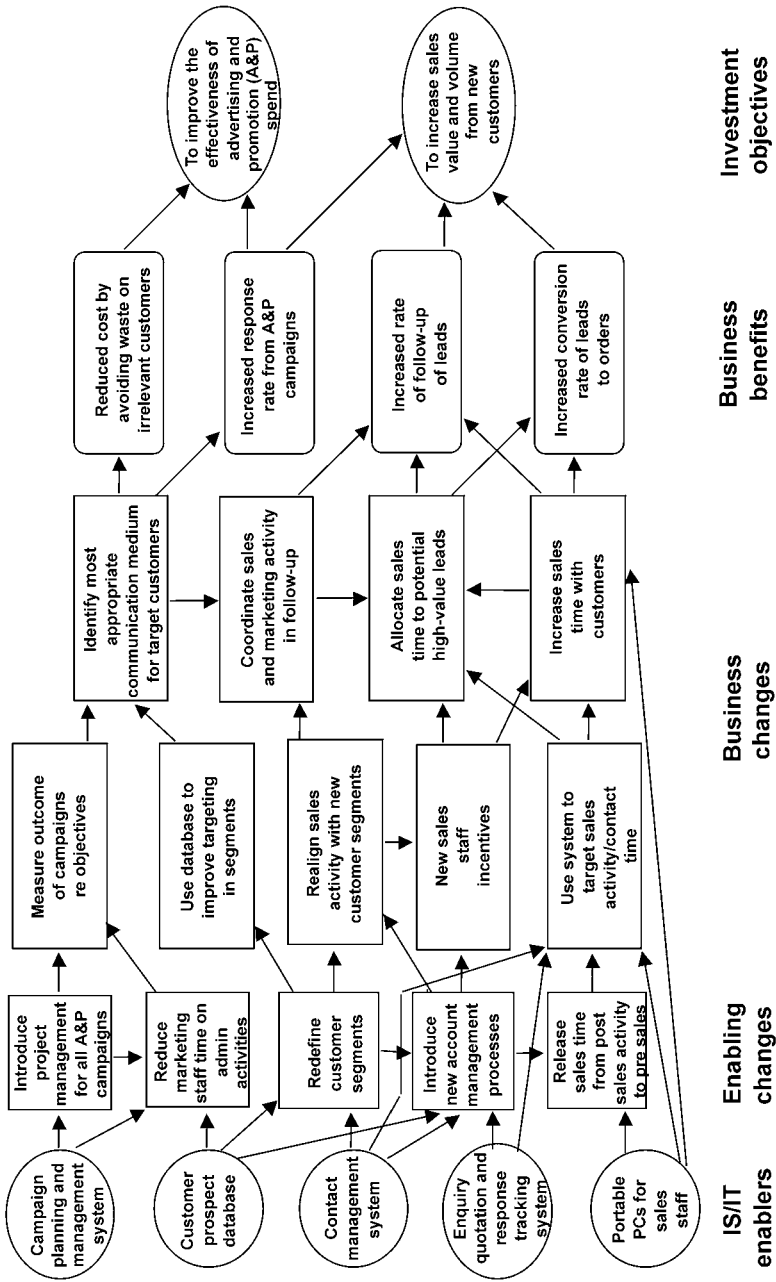 Campaign
planning and
management
system
Customer
prospect
database
Contact
management
system
Enquiry
quotation and
response
tracking
system
Portable
PCs for
sales
staff
IS/IT
enablers
Introduce
project
management
for all A&P
campaigns
Reduce
marketing
staff time on
admin
activities
Redefine
customer
segments
Introduce
new account
management
processes
Release
sales time
from post
sales activity
to pre sales
Enabling
changes
Measure outcome
of campaigns
re objectives
Use database to
improve targeting
in segments
Realign sales
activity with new
customer segments
New sales
staff
incentives
Use system to
target sales
activity/contact
time
Identify most
appropriate
communication medium
for target customers
Coordinate sales
and marketing activity
in follow-up
Allocate sales
time to potential
high-value leads
Increase sales
time with
customers
Business
changes
Reduced cost by
avoiding waste on
irrelevant customers
Increased response
rate from A&P
campaigns
Increased rate
of follow-up
of leads
Increased conversion
rate of leads
to orders
Business
benefits
To improve the
effectiveness of
advertising and
promotion (A&P)
spend
To increase sales
value and volume
from new
customers
Investment
objectives